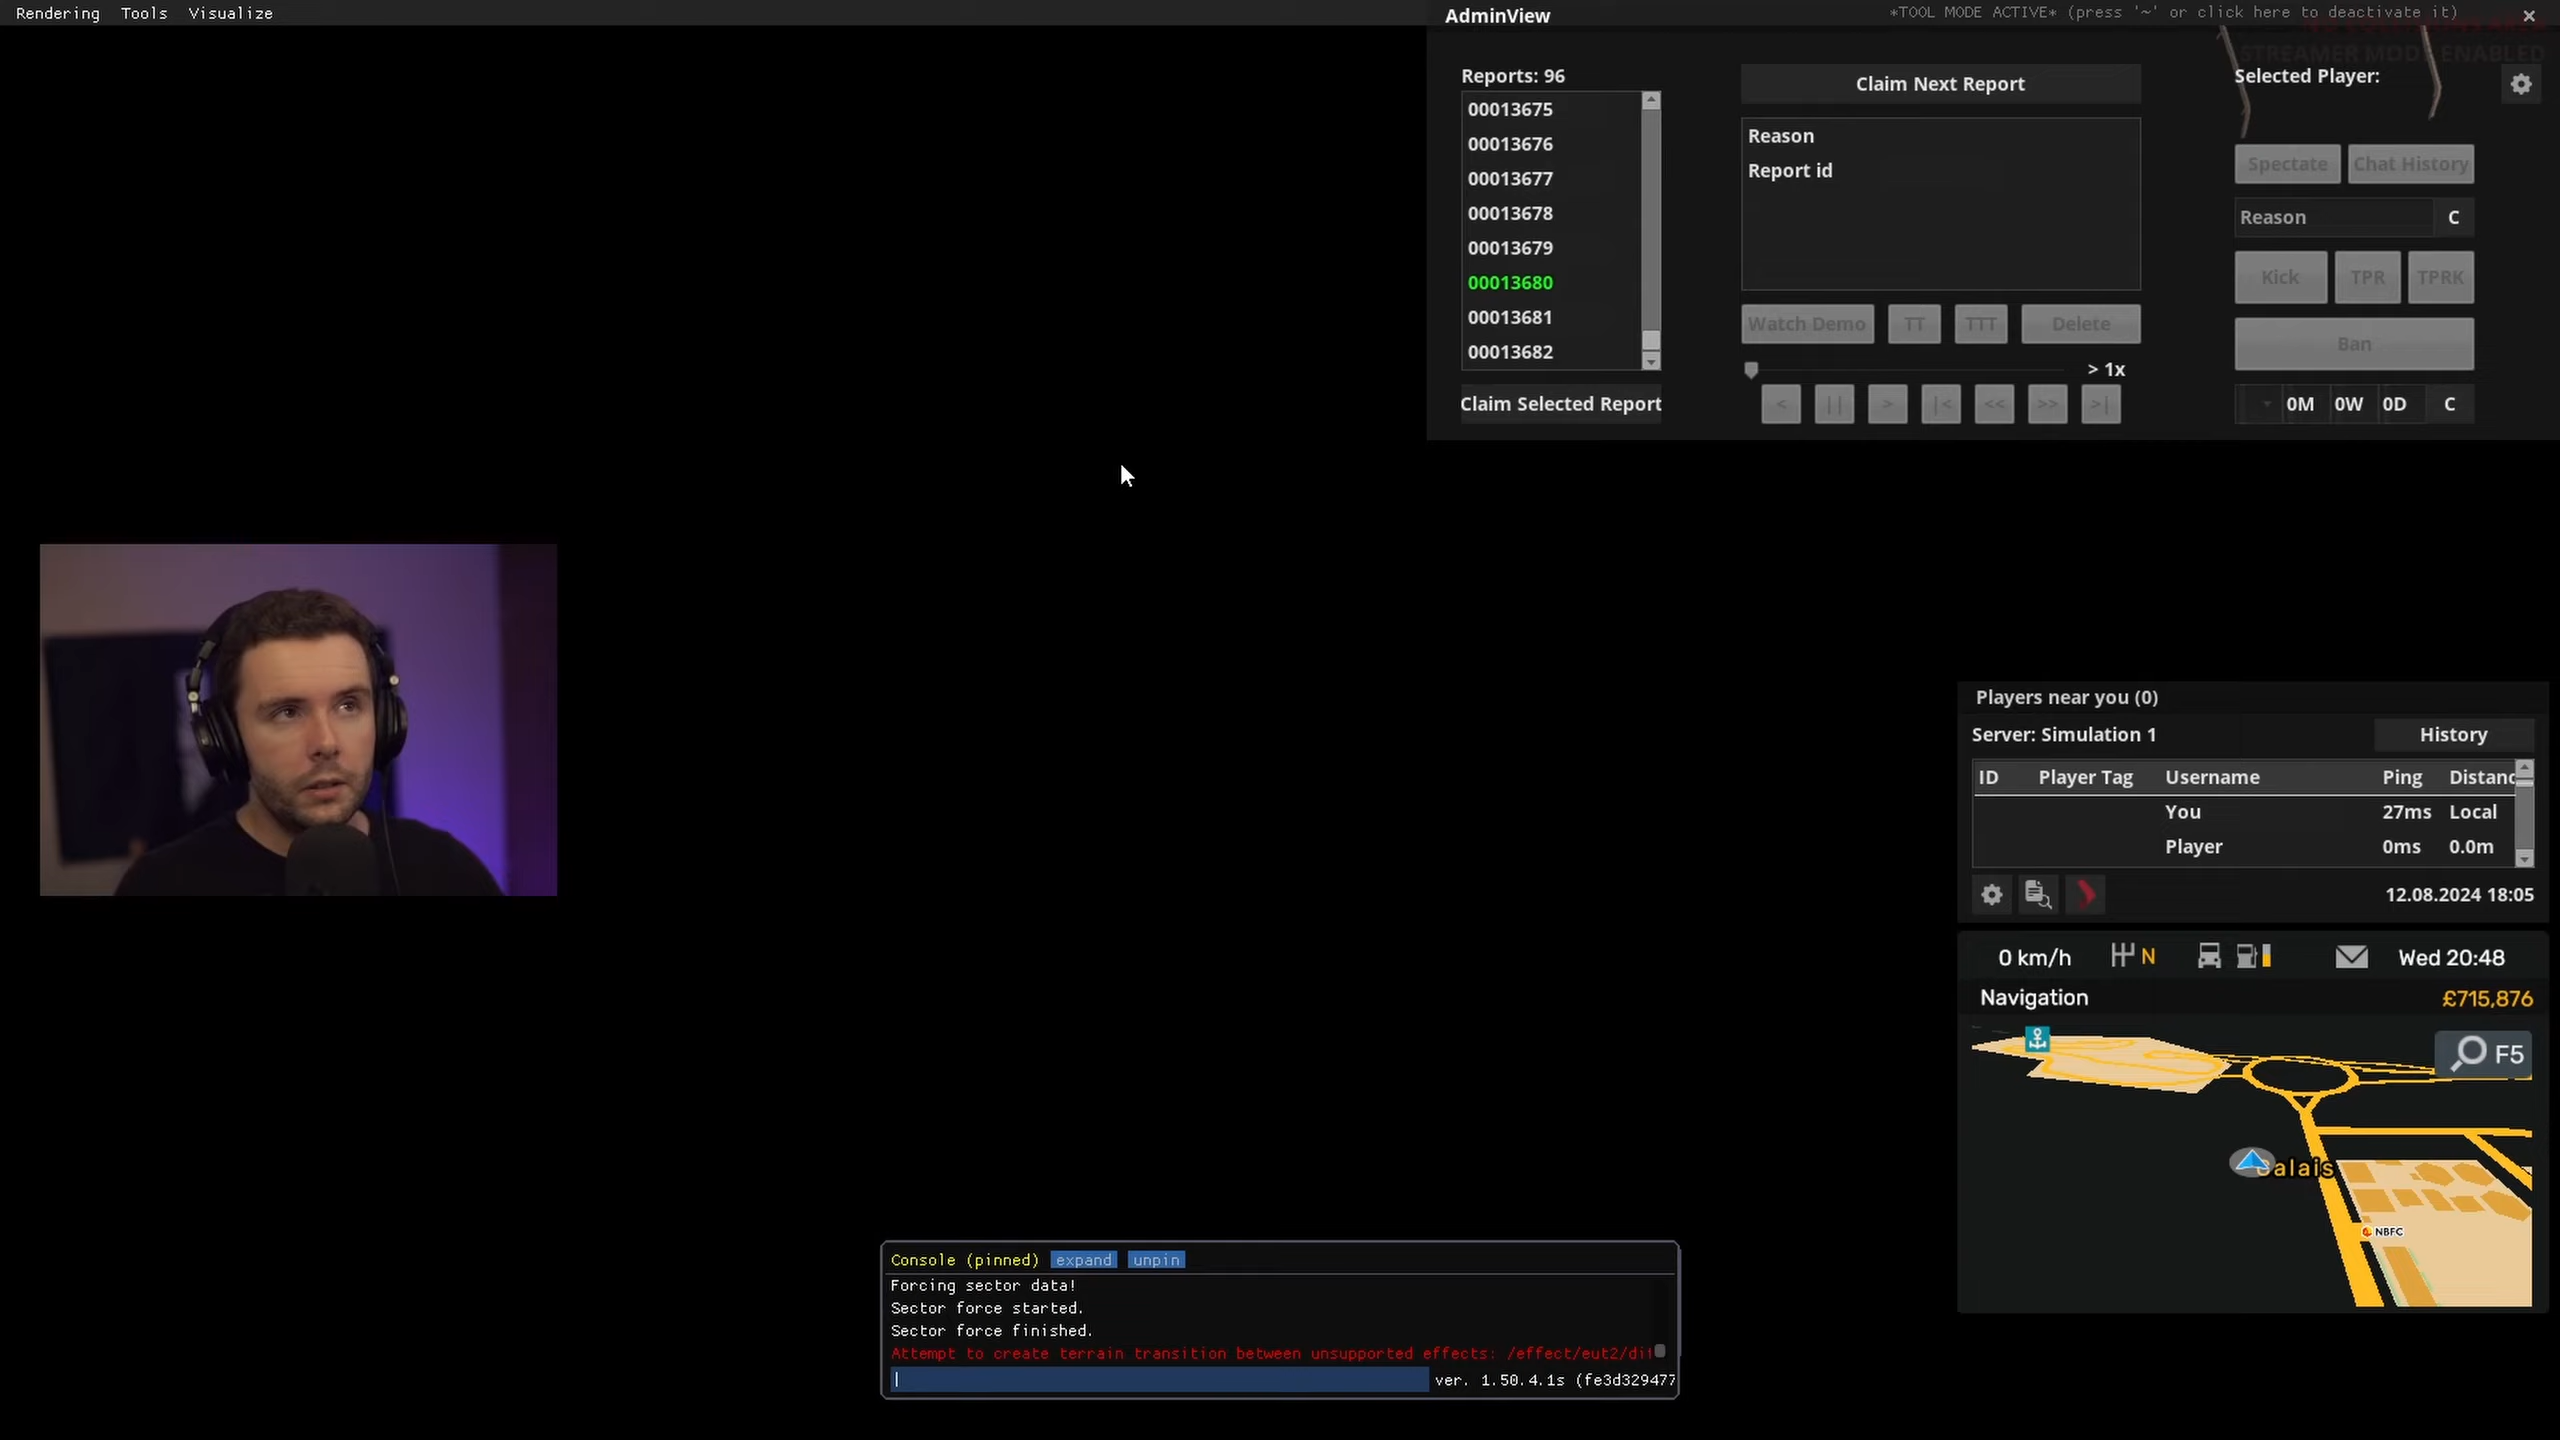 Rendering Tools Visualize
AdminView
*TOOL MODE ACTIVE* (press '~' or click here to deactivate it)
STREAMER MODE ENABLED
Reports: 96
00013675
00013676
00013677
00013678
00013679
00013680
00013681
00013682
Claim Selected Report
Claim Next Report
Reason
Report id
Watch Demo TT TTT Delete
> 1x
< || > |< << >> >|
Selected Player:
Spectate Chat History
Reason C
Kick TPR TPRK
Ban
0M 0W 0D C
Players near you (0)
Server: Simulation 1 History
ID Player Tag Username Ping Distanc
You 27ms Local
Player 0ms 0.0m
12.08.2024 18:05
0 km/h N Wed 20:48
Navigation £715,876
F5
Calais
NBFC
Console (pinned) expand unpin
Forcing sector data!
Sector force started.
Sector force finished.
Attempt to create terrain transition between unsupported effects: /effect/eut2/dif
ver. 1.50.4.1s (fe3d329477